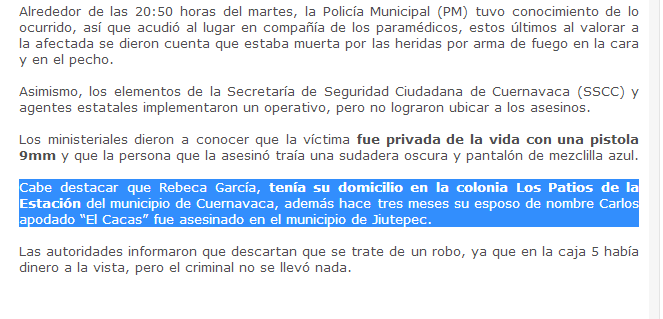 Alrededor de las 20:50 horas del martes, la Policía Municipal (PM) tuvo conocimiento de lo
ocurrido, así que acudió al lugar en compañía de los paramédicos, estos últimos al valorar a
la afectada se dieron cuenta que estaba muerta por las heridas por arma de fuego en la cara
y en el pecho.
Asimismo, los elementos de la Secretaría de Seguridad Ciudadana de Cuernavaca (SSCC) y
agentes estatales implementaron un operativo, pero no lograron ubicar a los asesinos.
Los ministeriales dieron a conocer que la víctima fue privada de la vida con una pistola
9mm y que la persona que la asesinó traía una sudadera oscura y pantalón de mezclilla azul.
Cabe destacar que Rebeca García, tenía su domicilio en la colonia Los Patios de la
Estación del municipio de Cuernavaca, además hace tres meses su esposo de nombre Carlos
apodado “El Cacas” fue asesinado en el municipio de Jiutepec.
Las autoridades informaron que descartan que se trate de un robo, ya que en la caja 5 había
dinero a la vista, pero el criminal no se llevó nada.